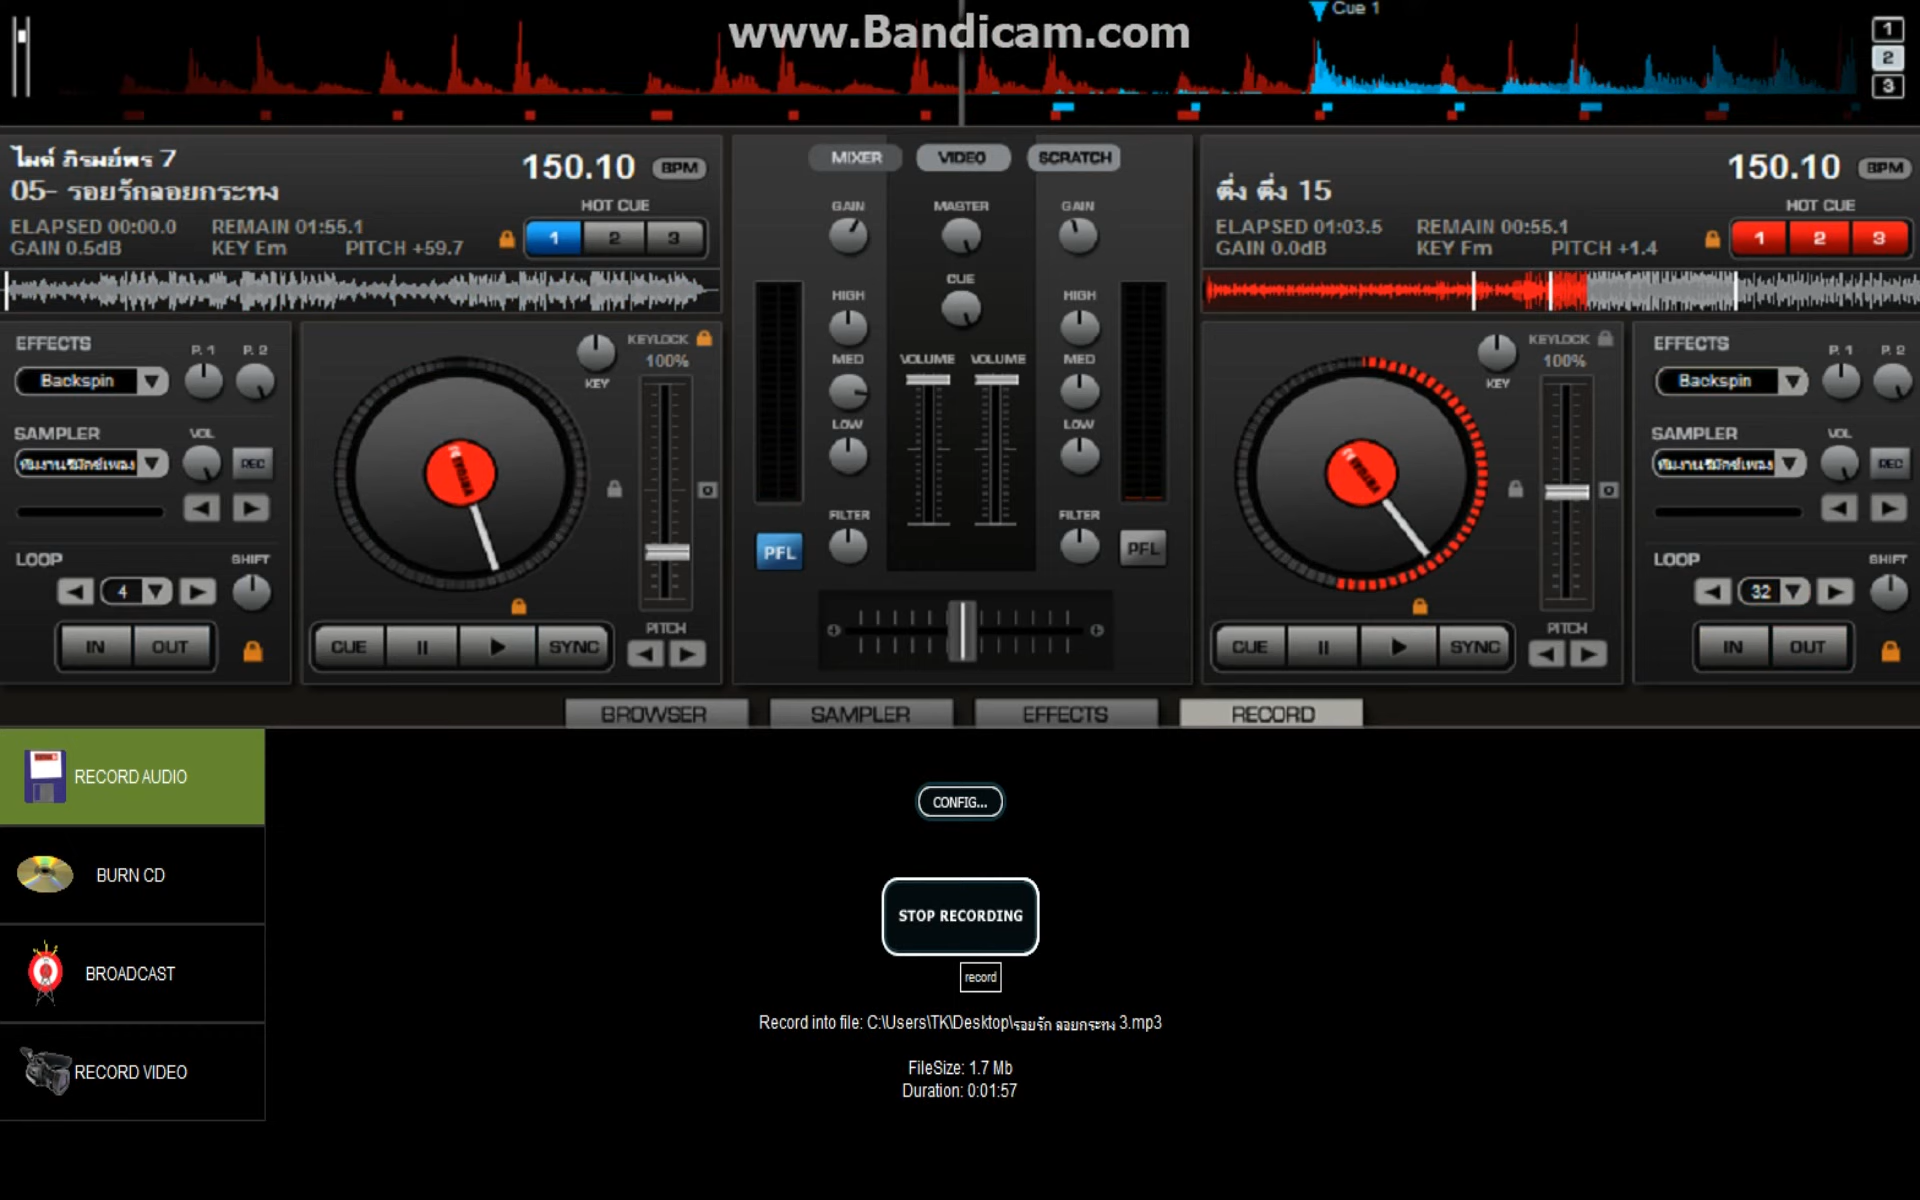 www.Bandicam.com
Cue 1
1
2
3
ไมค์ ภิรมย์พร 7
05- รอยรักลอยกระทง
150.10 BPM
HOT CUE
ELAPSED 00:00.0 REMAIN 01:55.1
GAIN 0.5dB KEY Em PITCH +59.7
1 2 3
MIXER VIDEO SCRATCH
GAIN MASTER GAIN
CUE
HIGH HIGH
MED VOLUME VOLUME MED
LOW LOW
FILTER FILTER
PFL PFL
ตึ่ง ตึ่ง 15
150.10 BPM
HOT CUE
ELAPSED 01:03.5 REMAIN 00:55.1
GAIN 0.0dB KEY Fm PITCH +1.4
1 2 3
EFFECTS P. 1 P. 2
Backspin
SAMPLER VOL
REC
LOOP SHIFT
4
IN OUT
KEYLOCK
100%
KEY
CUE SYNC
PITCH
KEYLOCK
100%
KEY
CUE SYNC
PITCH
EFFECTS P. 1 P. 2
Backspin
SAMPLER VOL
REC
LOOP SHIFT
32
IN OUT
BROWSER SAMPLER EFFECTS RECORD
RECORD AUDIO
BURN CD
BROADCAST
RECORD VIDEO
CONFIG...
STOP RECORDING
record
Record into file: C:\Users\TK\Desktop\รอยรัก ลอยกระทง 3.mp3
FileSize: 1.7 Mb
Duration: 0:01:57